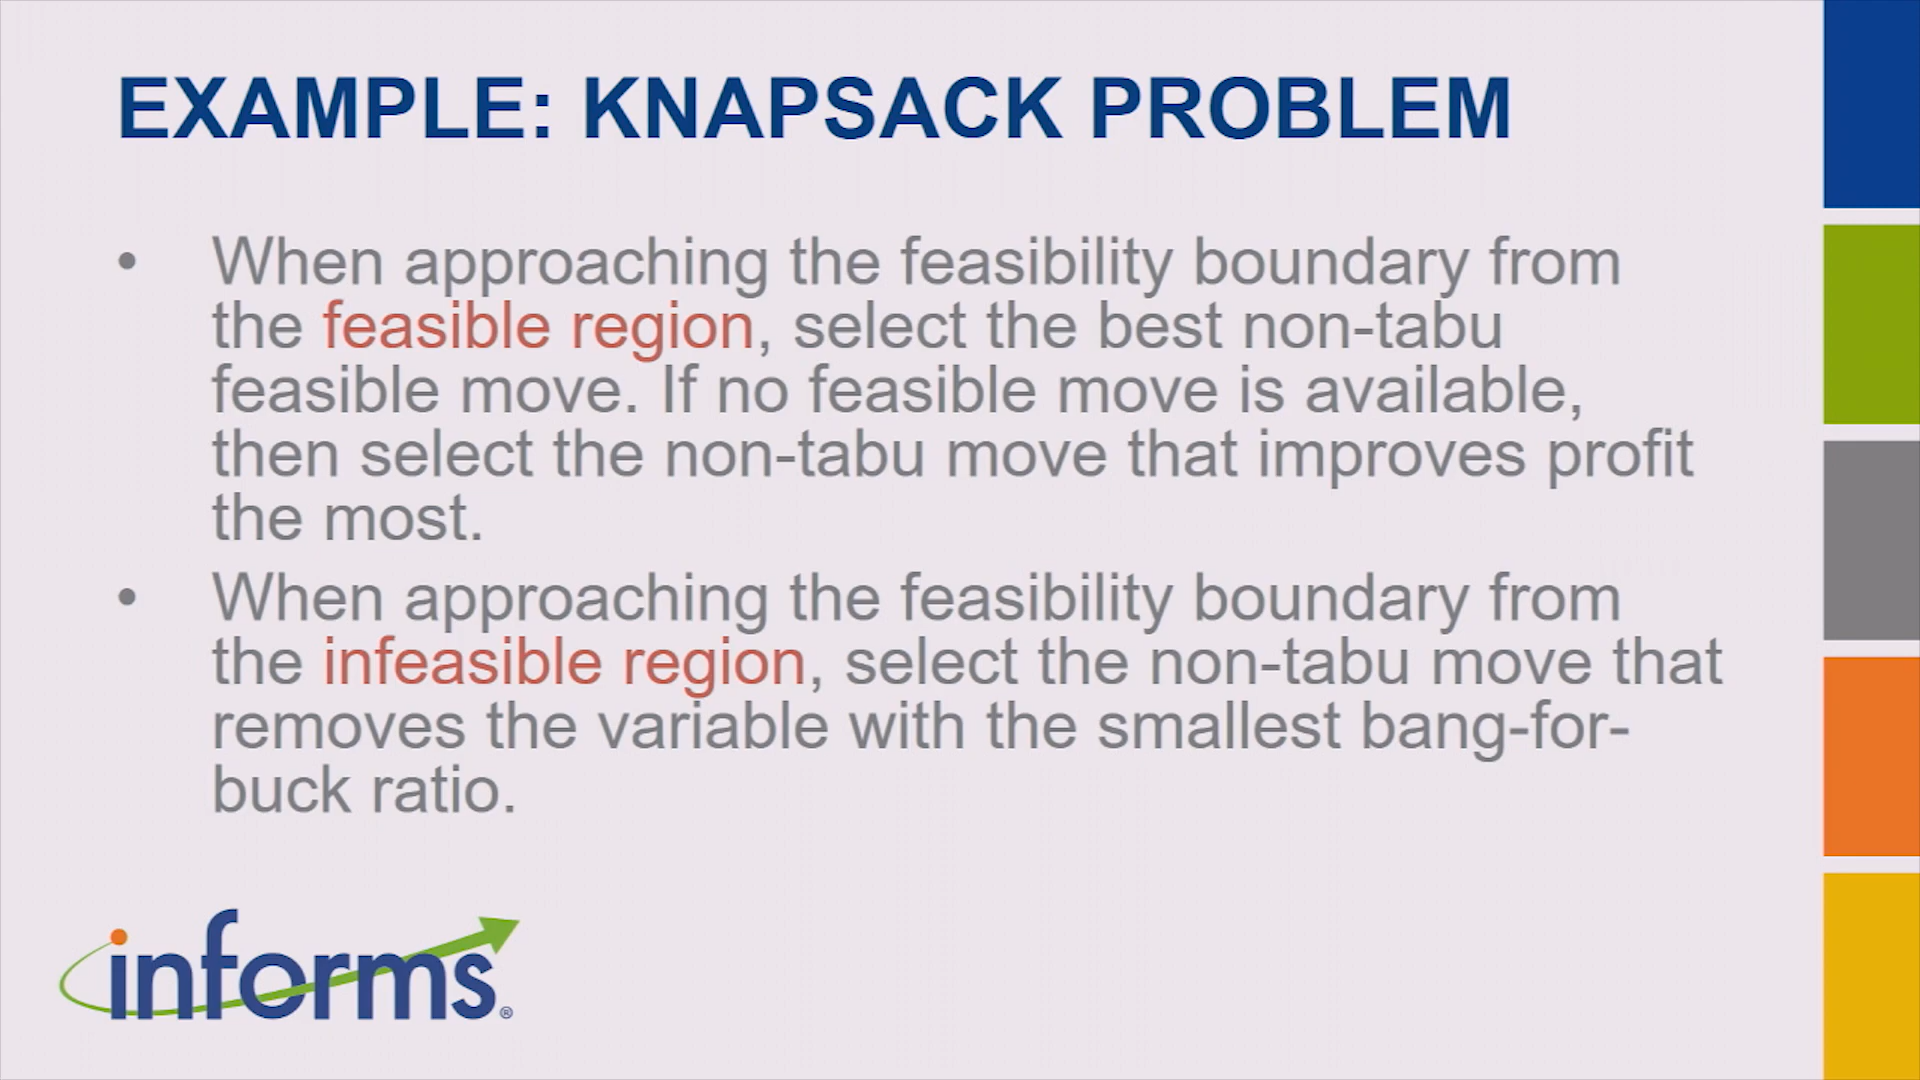 EXAMPLE: KNAPSACK PROBLEM
• When approaching the feasibility boundary from
the feasible region, select the best non-tabu
feasible move. If no feasible move is available,
then select the non-tabu move that improves profit
the most.
• When approaching the feasibility boundary from
the infeasible region, select the non-tabu move that
removes the variable with the smallest bang-for-
buck ratio.
informs®